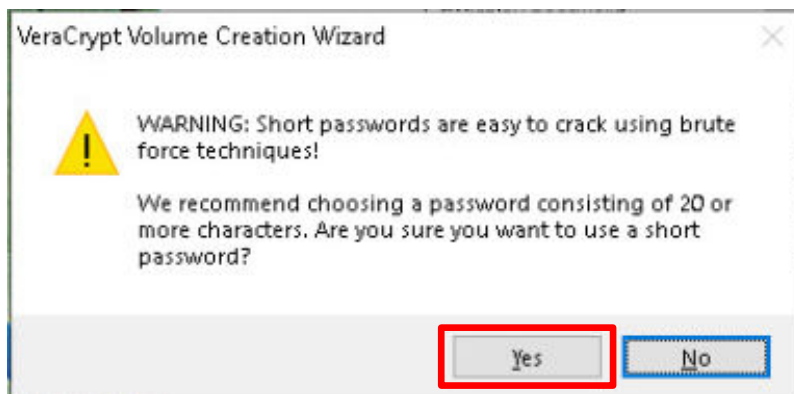 VeraCrypt Volume Creation Wizard
WARNING: Short passwords are easy to crack using brute
force techniques!
We recommend choosing a password consisting of 20 or
more characters. Are you sure you want to use a short
password?
Yes
No